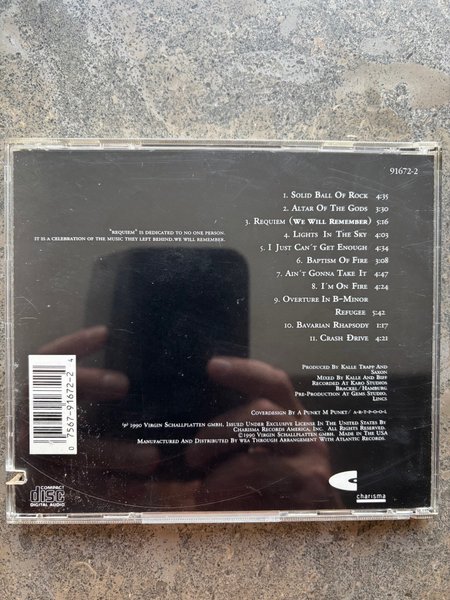 91672-2
1. Solid Ball Of Rock 4:35
2. Altar Of The Gods 3:30
3. Requiem (We Will Remember) 5:16
4. Lights In The Sky 4:03
5. I Just Can't Get Enough 4:34
6. Baptism Of Fire 3:08
7. Ain't Gonna Take It 4:47
8. I'm On Fire 4:24
9. Overture In B-Minor
Refugee 5:42
10. Bavarian Rhapsody 1:17
11. Crash Drive 4:21
"Requiem" is dedicated to no one person.
It is a celebration of the music they left behind. We will remember.
Produced by Kalle Trapp and
Saxon
Mixed by Kalle and Biff
Recorded at Karo Studios
Brackel/Hamburg
Pre-Production at Gems Studio,
Lincs
Coverdesign by A Punkt M Punkt/ A-R-T-P-O-O-L
℗ 1990 Virgin Schallplatten GmbH. Issued Under Exclusive License In The United States By
Charisma Records America, Inc. All Rights Reserved.
©1990 Virgin Schallplatten GmbH. Made In The USA
Manufactured And Distributed By WEA Through Arrangement With Atlantic Records.
0 7567-91672-2 4
COMPACT
disc
DIGITAL AUDIO
charisma